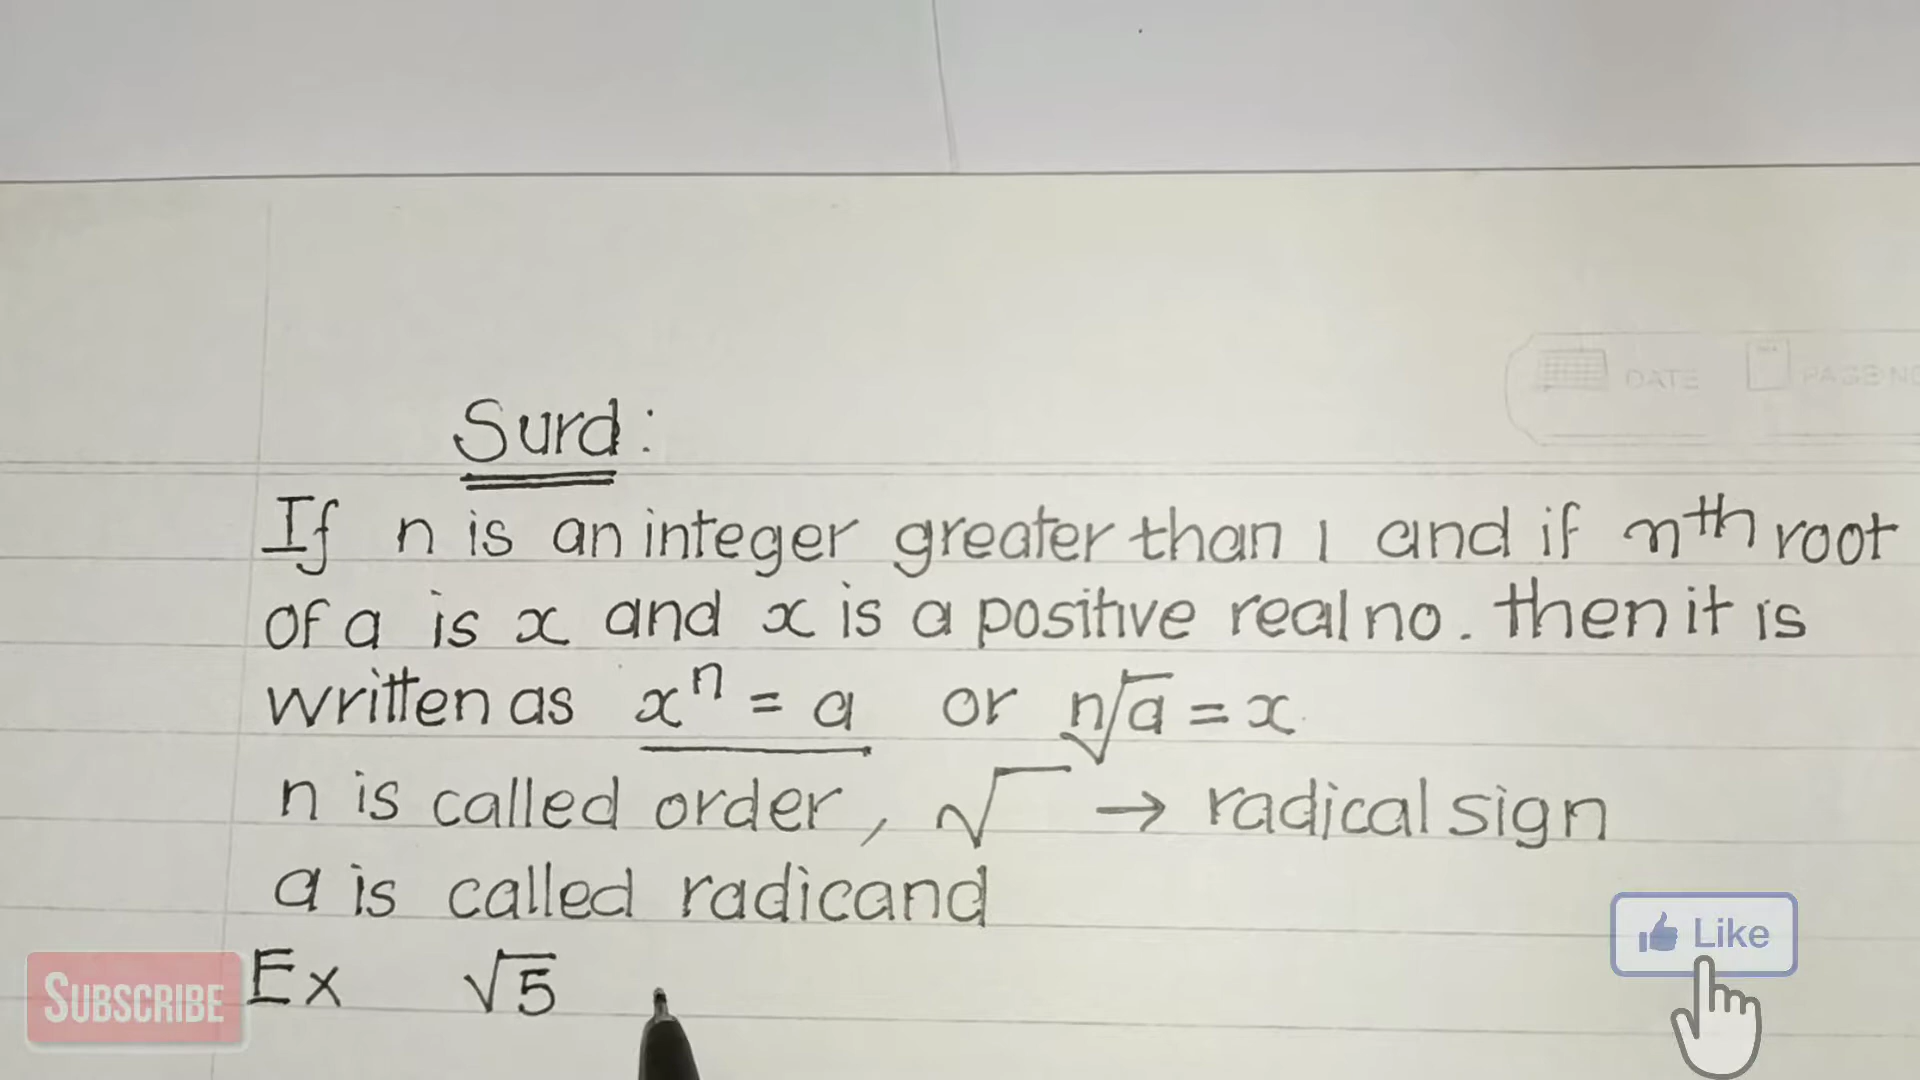 DATE
PAGE NO
Surd:
If n is an integer greater than 1 and if nth root
of a is x and x is a positive real no. then it is
written as xⁿ = a or ⁿ√a = x
n is called order, √ → radical sign
a is called radicand
Like
SUBSCRIBE
Ex √5